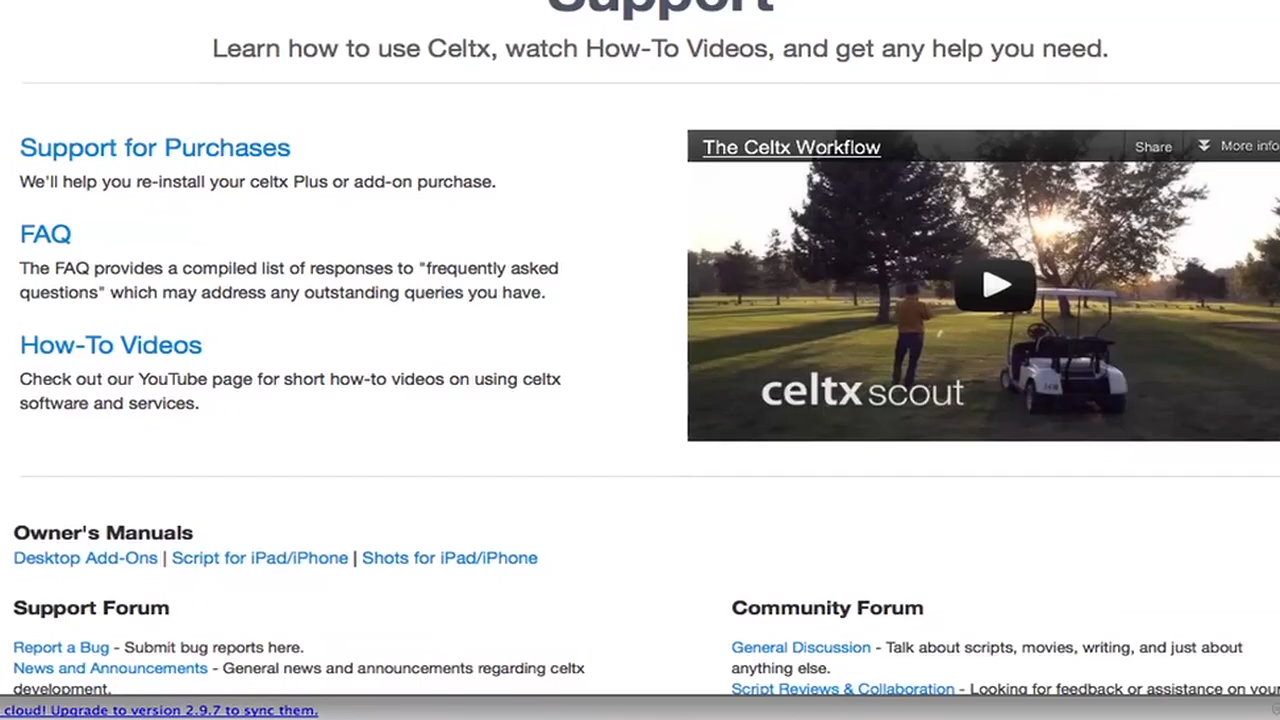 Support
Learn how to use Celtx, watch How-To Videos, and get any help you need.
Support for Purchases
We'll help you re-install your celtx Plus or add-on purchase.
FAQ
The FAQ provides a compiled list of responses to "frequently asked
questions" which may address any outstanding queries you have.
How-To Videos
Check out our YouTube page for short how-to videos on using celtx
software and services.
The Celtx Workflow
Share
More info
celtx scout
Owner's Manuals
Desktop Add-Ons | Script for iPad/iPhone | Shots for iPad/iPhone
Support Forum
Report a Bug - Submit bug reports here.
News and Announcements - General news and announcements regarding celtx
development.
Community Forum
General Discussion - Talk about scripts, movies, writing, and just about
anything else.
Script Reviews & Collaboration - Looking for feedback or assistance on your
cloud! Upgrade to version 2.9.7 to sync them.